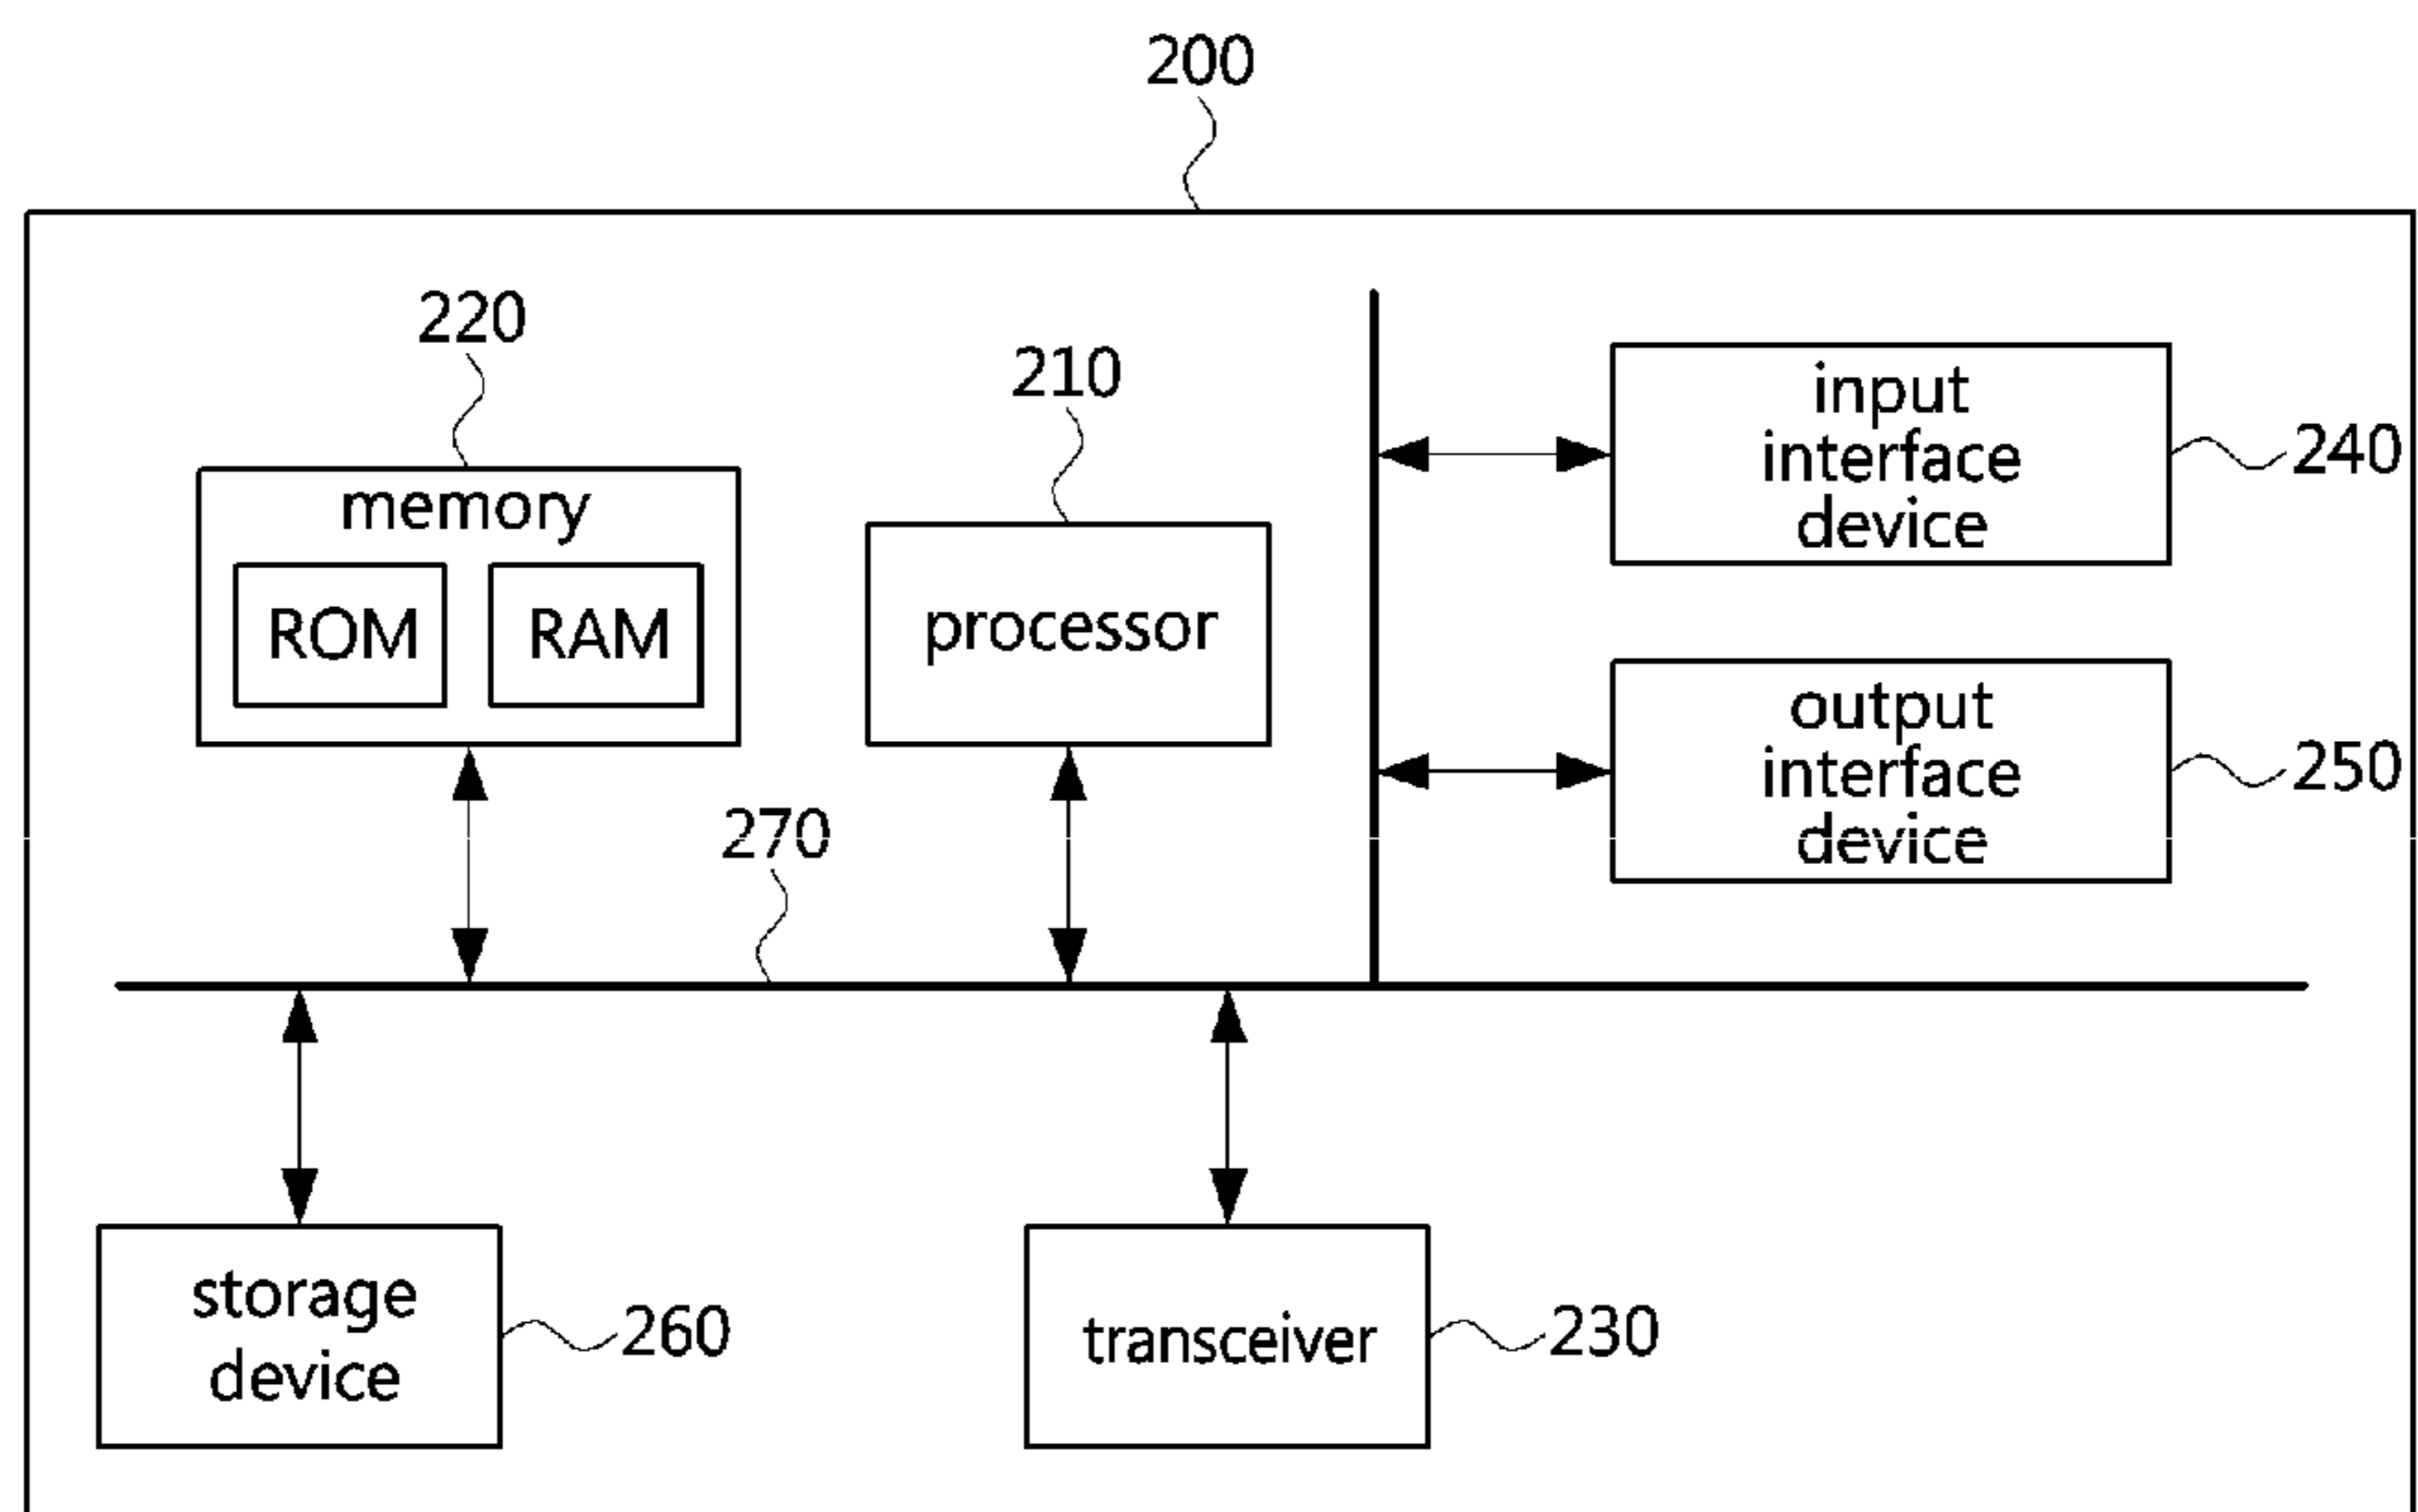 200
220
210
memory
ROM
RAM
processor
input
interface
device
240
output
interface
device
250
270
storage
device
260
transceiver
230